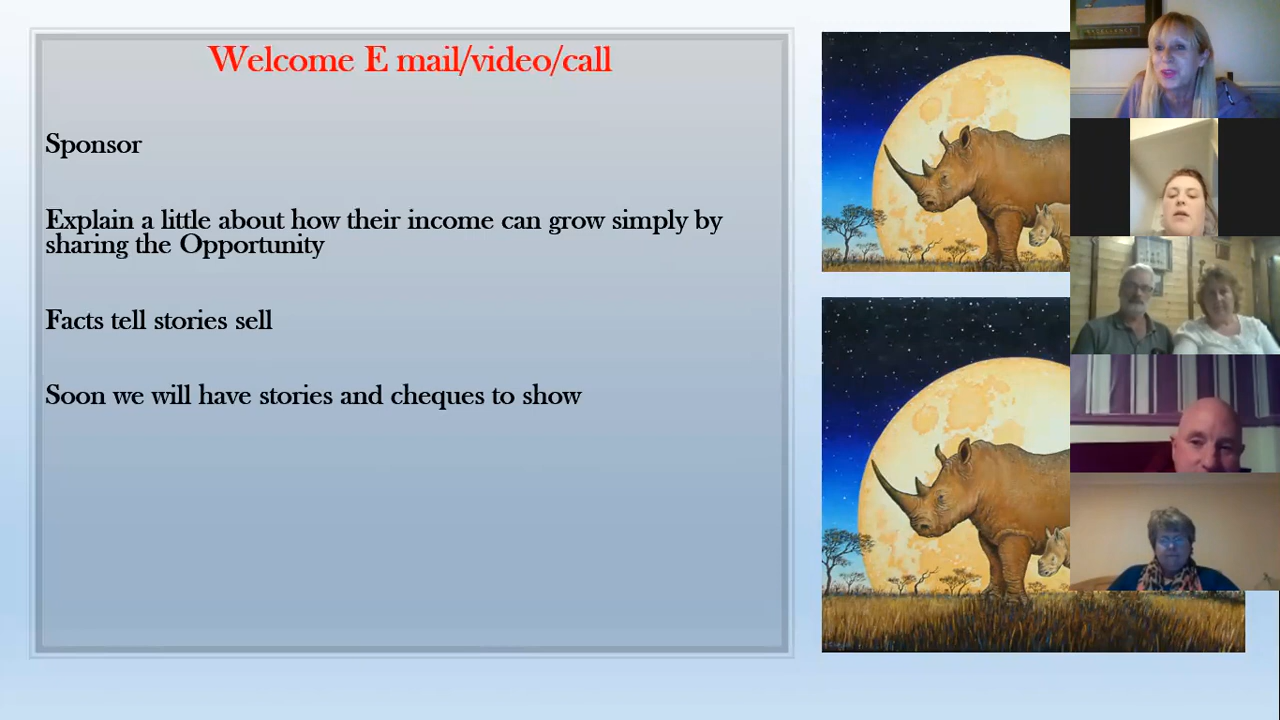 Welcome E mail/video/call
Sponsor
Explain a little about how their income can grow simply by
sharing the Opportunity
Facts tell stories sell
Soon we will have stories and cheques to show